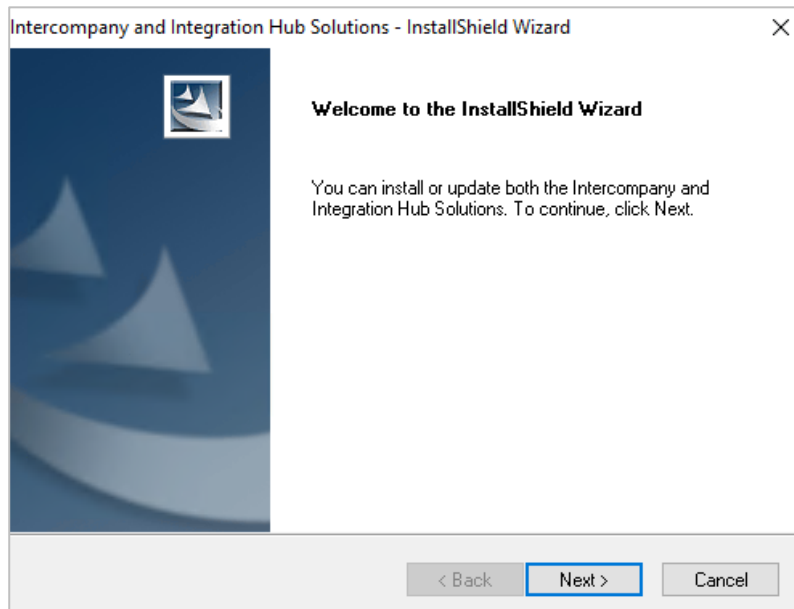 Intercompany and Integration Hub Solutions - InstallShield Wizard
Welcome to the InstallShield Wizard
You can install or update both the Intercompany and
Integration Hub Solutions. To continue, click Next.
< Back Next > Cancel